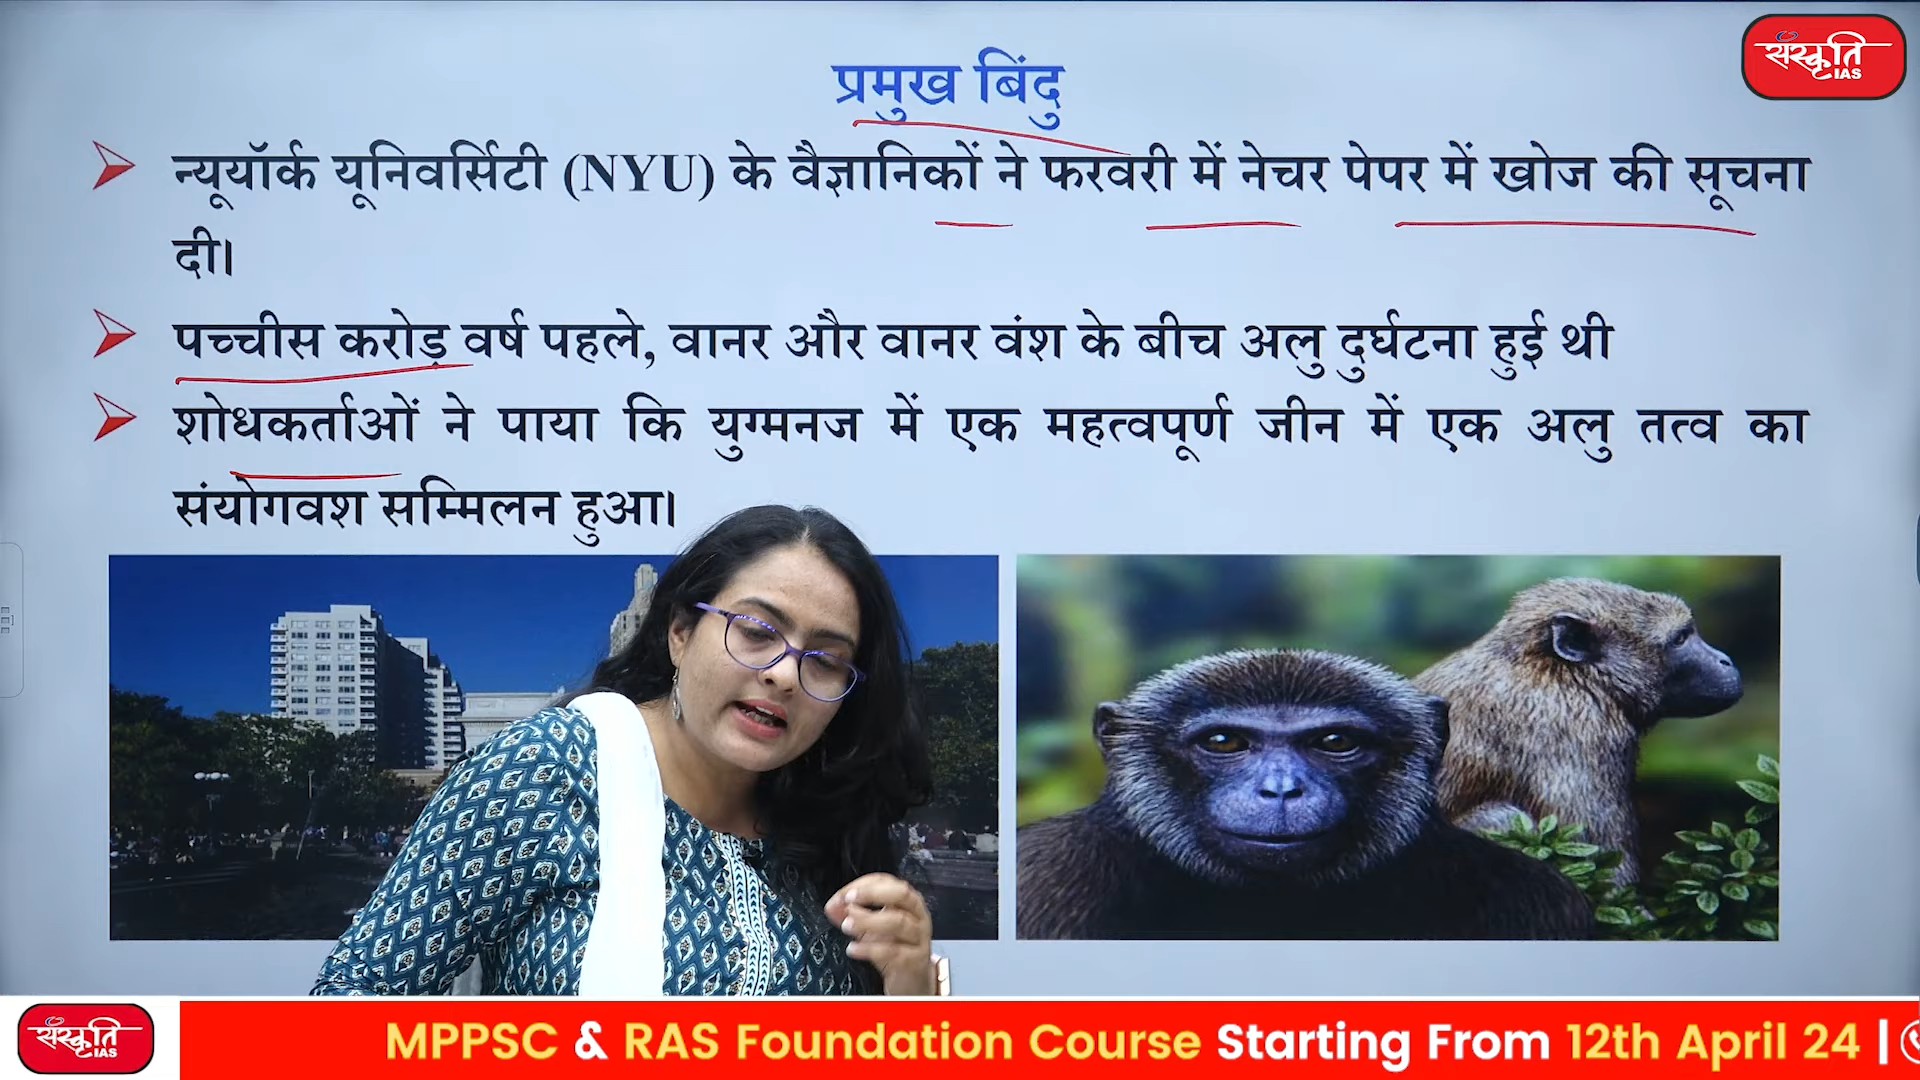 संस्कृति
IAS
प्रमुख बिंदु
न्यूयॉर्क यूनिवर्सिटी (NYU) के वैज्ञानिकों ने फरवरी में नेचर पेपर में खोज की सूचना
दी।
पच्चीस करोड़ वर्ष पहले, वानर और वानर वंश के बीच अलु दुर्घटना हुई थी
शोधकर्ताओं ने पाया कि युग्मनज में एक महत्वपूर्ण जीन में एक अलु तत्व का
संयोगवश सम्मिलन हुआ।
संस्कृति
IAS
MPPSC & RAS Foundation Course Starting From 12th April 24 |